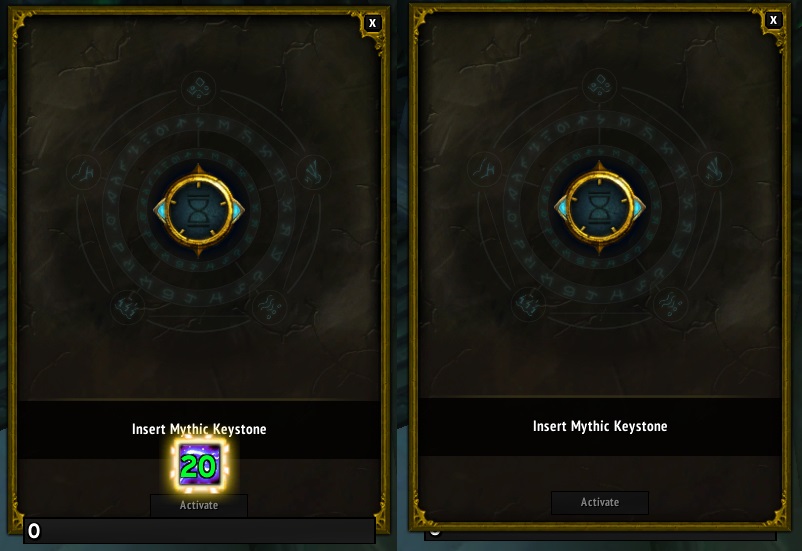 X
Insert Mythic Keystone
20
Activate
0
X
Insert Mythic Keystone
Activate